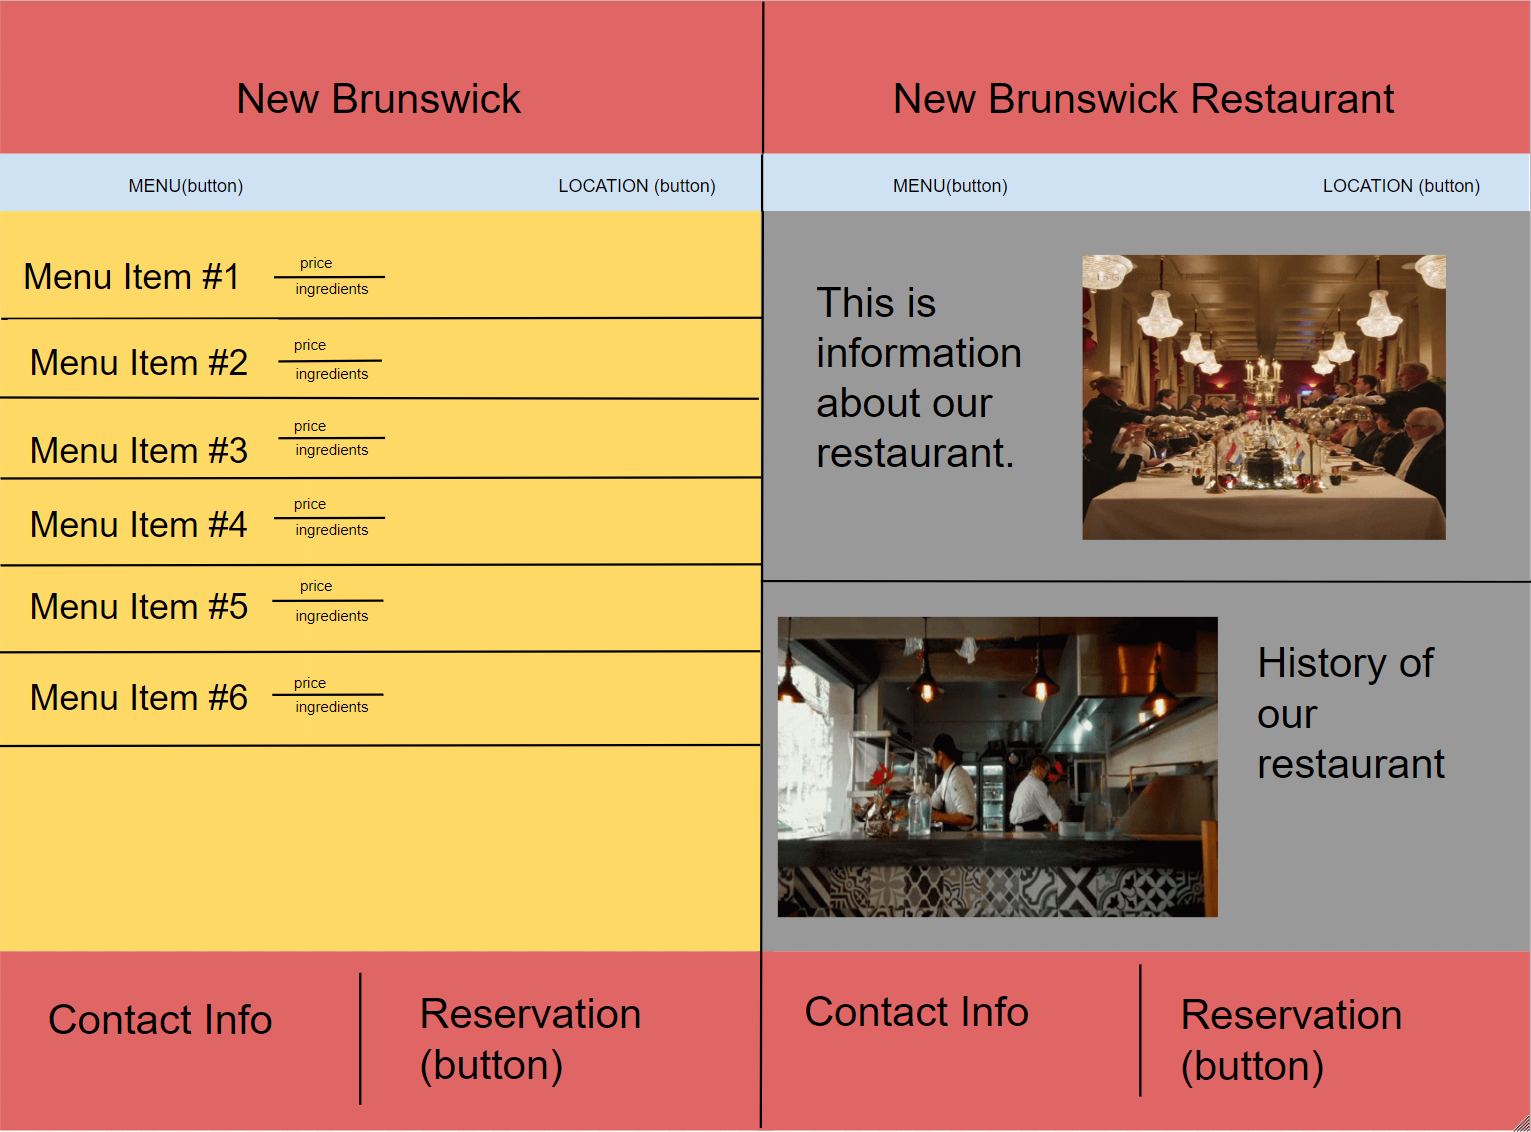 New Brunswick
MENU(button)
LOCATION (button)
Menu Item #1
price
ingredients
Menu Item #2
price
ingredients
Menu Item #3
price
ingredients
Menu Item #4
price
ingredients
Menu Item #5
price
ingredients
Menu Item #6
price
ingredients
Contact Info
Reservation
(button)
New Brunswick Restaurant
MENU(button)
LOCATION (button)
This is
information
about our
restaurant.
History of
our
restaurant
Contact Info
Reservation
(button)